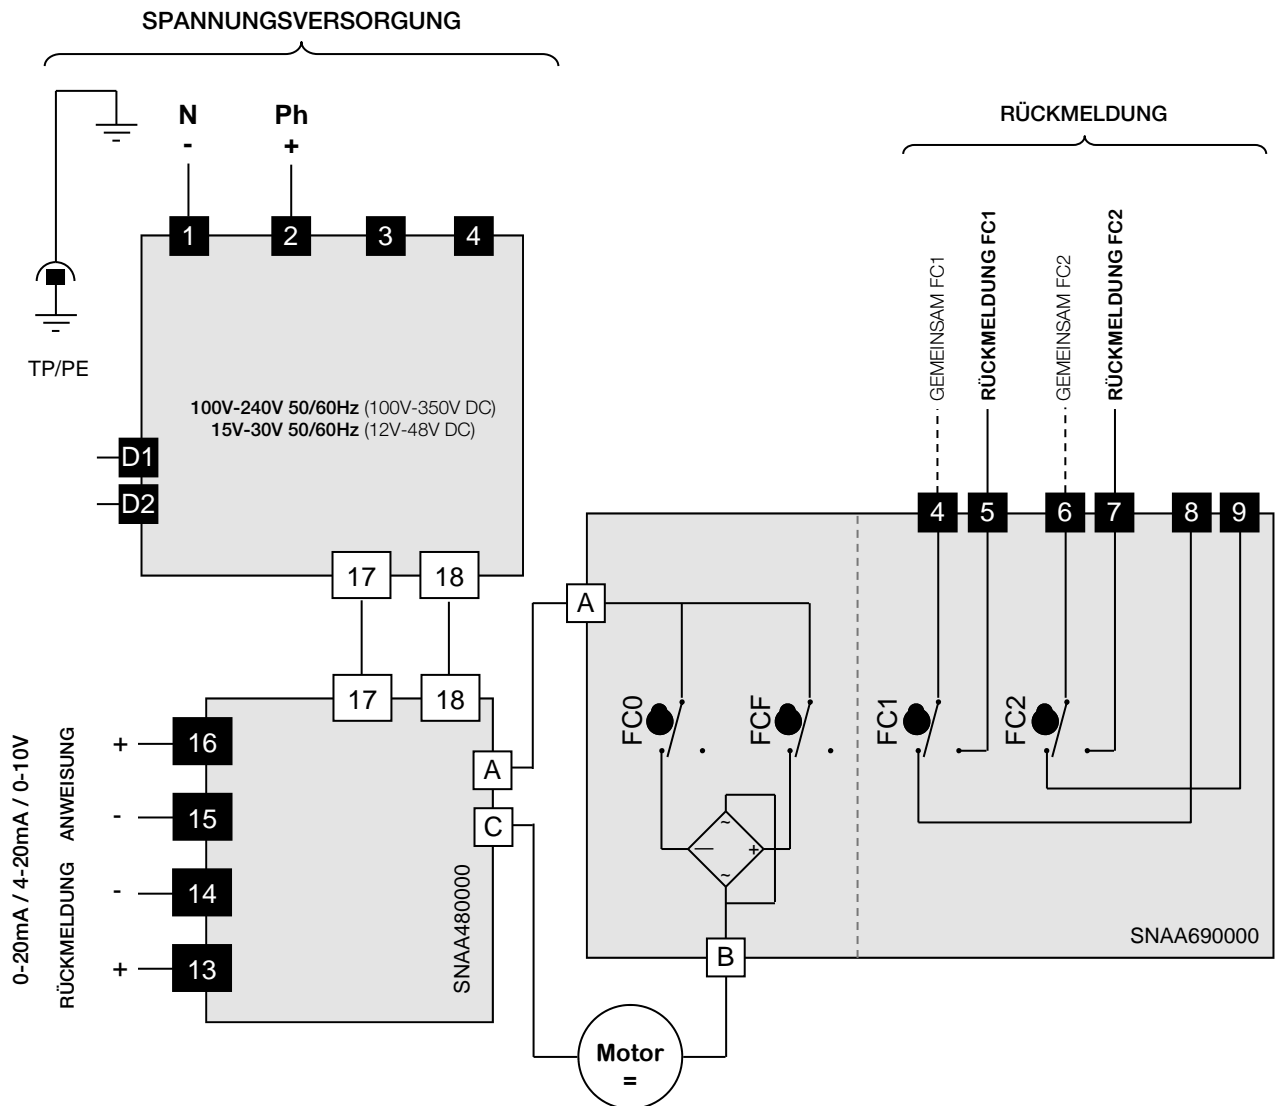 SPANNUNGSVERSORGUNG
N
-
Ph
+
RÜCKMELDUNG
1
2
3
4
TP/PE
100V-240V 50/60Hz (100V-350V DC)
15V-30V 50/60Hz (12V-48V DC)
D1
D2
17
18
GEMEINSAM FC1
RÜCKMELDUNG FC1
GEMEINSAM FC2
RÜCKMELDUNG FC2
4
5
6
7
8
9
A
FC0
FCF
FC1
FC2
~
—
+
~
SNAA690000
B
17
18
0-20mA / 4-20mA / 0-10V
ANWEISUNG
RÜCKMELDUNG
+
16
-
15
-
14
+
13
A
C
SNAA480000
Motor
=